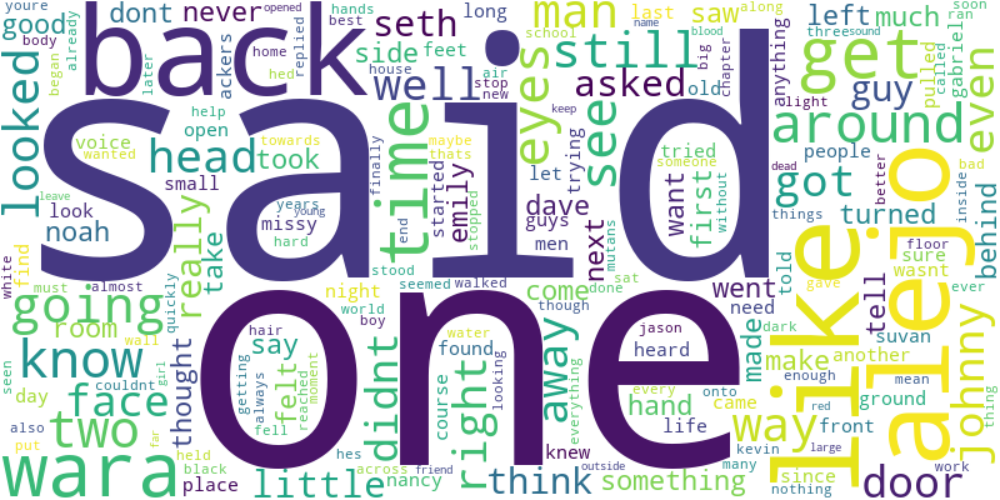 youre
dont
never
opened
seth
long
hands
best
man
last
saw
along
left
much
soon
good
already
back
home
replied
side
feet
still
school
name
blood
big
three
sound
ran
body
began
later
ackers
hed
house
well
air
stop
new
eyes
asked
old
chapter
anything
get
pulled
called
gabriel
even
looked
said
help
open
voice
wanted
towards
time
maybe
thats
see
keep
light
guy
around
head
took
finally
started
emily
let
trying
tried
someone
people
dead
better
bad
small
years
young
stopped
dave
guys
want
first
without
got
alejo
inside
must
leave
look
noah
really
take
missy
hard
end
men
next
mutans
things
turned
behind
white
find
almost
quickly
stood
seemed
walked
sat
done
went
told
like
floor
sure
wasnt
going
room
wall
night
world
boy
come
though
one
need
gave
tell
ever
know
thought
hair
say
didnt
water
found
looking
away
jason
heard
made
dark
make
another
suvan
johnny
seen
day
face
couldnt
girl
getting
always
felt
reached
moment
course
right
everything
every
hand
onto
enough
mean
ground
thing
also
put
two
far
fell
life
came
way
red
front
wara
held
black
place
hes
little
across
nancy
friend
knew
think
outside
something
kevin
many
since
nothing
large
door
work